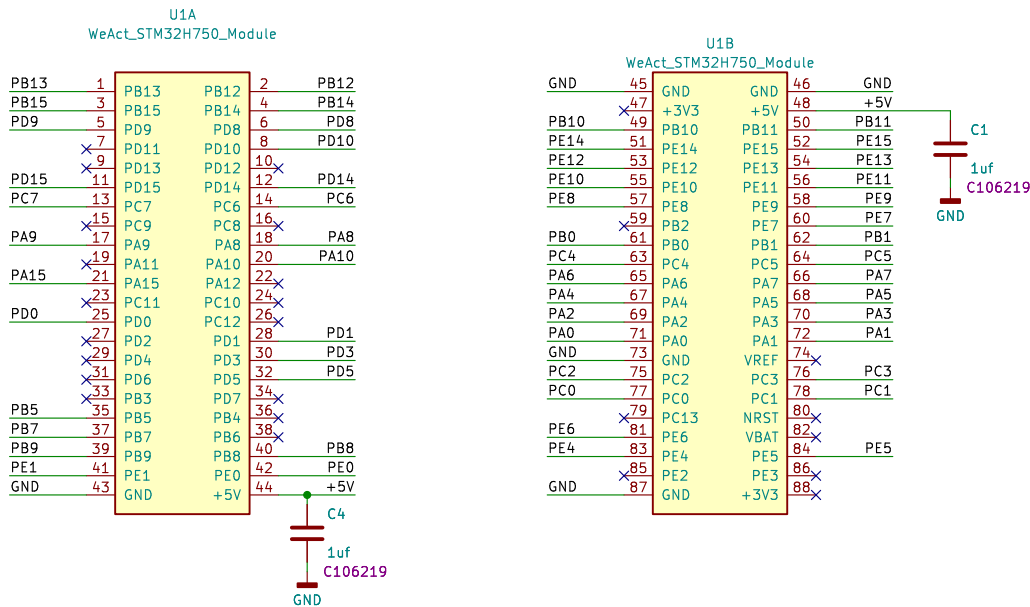 U1A
WeAct_STM32H750_Module
PB13 1 PB13 PB12 2 PB12
PB15 3 PB15 PB14 4 PB14
PD9 5 PD9 PD8 6 PD8
7 PD11 PD10 8 PD10
9 PD13 PD12 10
PD15 11 PD15 PD14 12 PD14
PC7 13 PC7 PC6 14 PC6
15 PC9 PC8 16
PA9 17 PA9 PA8 18 PA8
19 PA11 PA10 20 PA10
PA15 21 PA15 PA12 22
23 PC11 PC10 24
PD0 25 PD0 PC12 26
27 PD2 PD1 28 PD1
29 PD4 PD3 30 PD3
31 PD6 PD5 32 PD5
33 PB3 PD7 34
PB5 35 PB5 PB4 36
PB7 37 PB7 PB6 38
PB9 39 PB9 PB8 40 PB8
PE1 41 PE1 PE0 42 PE0
GND 43 GND +5V 44 +5V
C4
1uf
C106219
GND
U1B
WeAct_STM32H750_Module
GND 45 GND GND 46 GND
47 +3V3 +5V 48 +5V
PB10 49 PB10 PB11 50 PB11
PE14 51 PE14 PE15 52 PE15
PE12 53 PE12 PE13 54 PE13
PE10 55 PE10 PE11 56 PE11
PE8 57 PE8 PE9 58 PE9
59 PB2 PE7 60 PE7
PB0 61 PB0 PB1 62 PB1
PC4 63 PC4 PC5 64 PC5
PA6 65 PA6 PA7 66 PA7
PA4 67 PA4 PA5 68 PA5
PA2 69 PA2 PA3 70 PA3
PA0 71 PA0 PA1 72 PA1
GND 73 GND VREF 74
PC2 75 PC2 PC3 76 PC3
PC0 77 PC0 PC1 78 PC1
79 PC13 NRST 80
PE6 81 PE6 VBAT 82
PE4 83 PE4 PE5 84 PE5
85 PE2 PE3 86
GND 87 GND +3V3 88
C1
1uf
C106219
GND